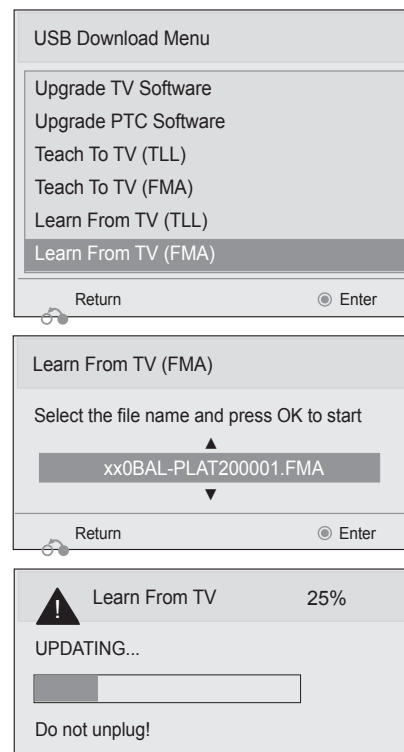 USB Download Menu
Upgrade TV Software
Upgrade PTC Software
Teach To TV (TLL)
Teach To TV (FMA)
Learn From TV (TLL)
Learn From TV (FMA)
Return ◉ Enter
Learn From TV (FMA)
Select the file name and press OK to start
▲
xx0BAL-PLAT200001.FMA
▼
Return ◉ Enter
! Learn From TV 25%
UPDATING...
Do not unplug!